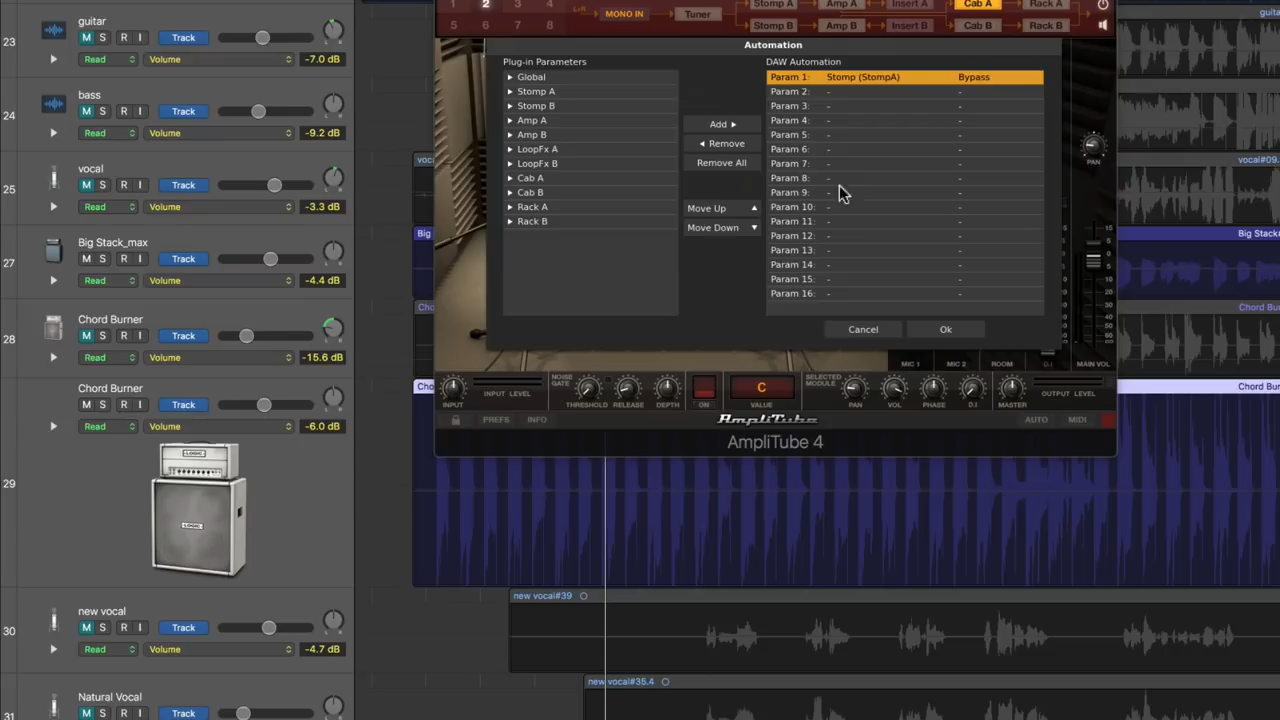 23
guitar
M S R I Track
Read Volume -7.0 dB
24
bass
M S R I Track
Read Volume -9.2 dB
25
vocal
M S R I Track
Read Volume -3.3 dB
27
Big Stack_max
M S R I Track
Read Volume -4.4 dB
28
Chord Burner
M S R I Track
Read Volume -15.6 dB
29
Chord Burner
M S R I Track
Read Volume -6.0 dB
LOGIC
LOGIC
30
new vocal
M S R I Track
Read Volume -4.7 dB
31
Natural Vocal
M S R I Track
1 2 3 4
5 6 7 8
MONO IN
Tuner
Stomp A Amp A Insert A Cab A Rack A
Stomp B Amp B Insert B Cab B Rack B
Automation
Plug-in Parameters
Global
Stomp A
Stomp B
Amp A
Amp B
LoopFx A
LoopFx B
Cab A
Cab B
Rack A
Rack B
Add
Remove
Remove All
Move Up
Move Down
DAW Automation
Param 1: Stomp (StompA) Bypass
Param 2: - -
Param 3: - -
Param 4: - -
Param 5: - -
Param 6: - -
Param 7: - -
Param 8: - -
Param 9: - -
Param 10: - -
Param 11: - -
Param 12: - -
Param 13: - -
Param 14: - -
Param 15: - -
Param 16: - -
Cancel Ok
PAN
MIC 1 MIC 2 ROOM D.I MAIN VOL
INPUT INPUT LEVEL NOISE GATE THRESHOLD RELEASE DEPTH ON C VALUE SELECTED MODULE PAN VOL PHASE D.I MASTER OUTPUT LEVEL
PREFS INFO AmpliTube AUTO MIDI
AmpliTube 4
vocal#09.
Big Stack
Chord Burner
Chord Bur
new vocal#39
new vocal#35.4